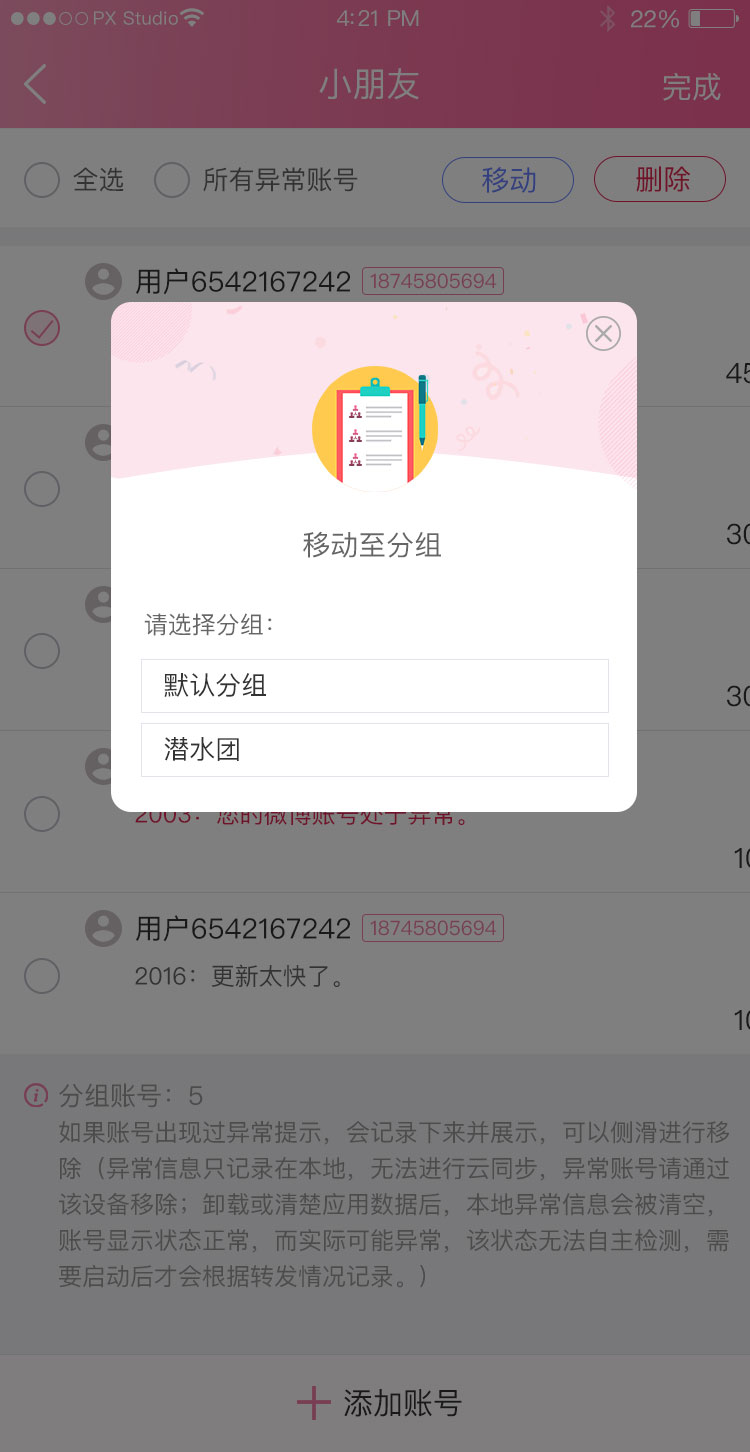 PX Studio 4:21 PM 22%
小朋友 完成
全选 所有异常账号 移动 删除
用户6542167242 18745805694
移动至分组
请选择分组：
默认分组
潜水团
2003：您的微博账号处于异常。
用户6542167242 18745805694
2016：更新太快了。
分组账号：5
如果账号出现过异常提示，会记录下来并展示，可以侧滑进行移
除（异常信息只记录在本地，无法进行云同步，异常账号请通过
该设备移除；卸载或清楚应用数据后，本地异常信息会被清空，
账号显示状态正常，而实际可能异常，该状态无法自主检测，需
要启动后才会根据转发情况记录。）
添加账号